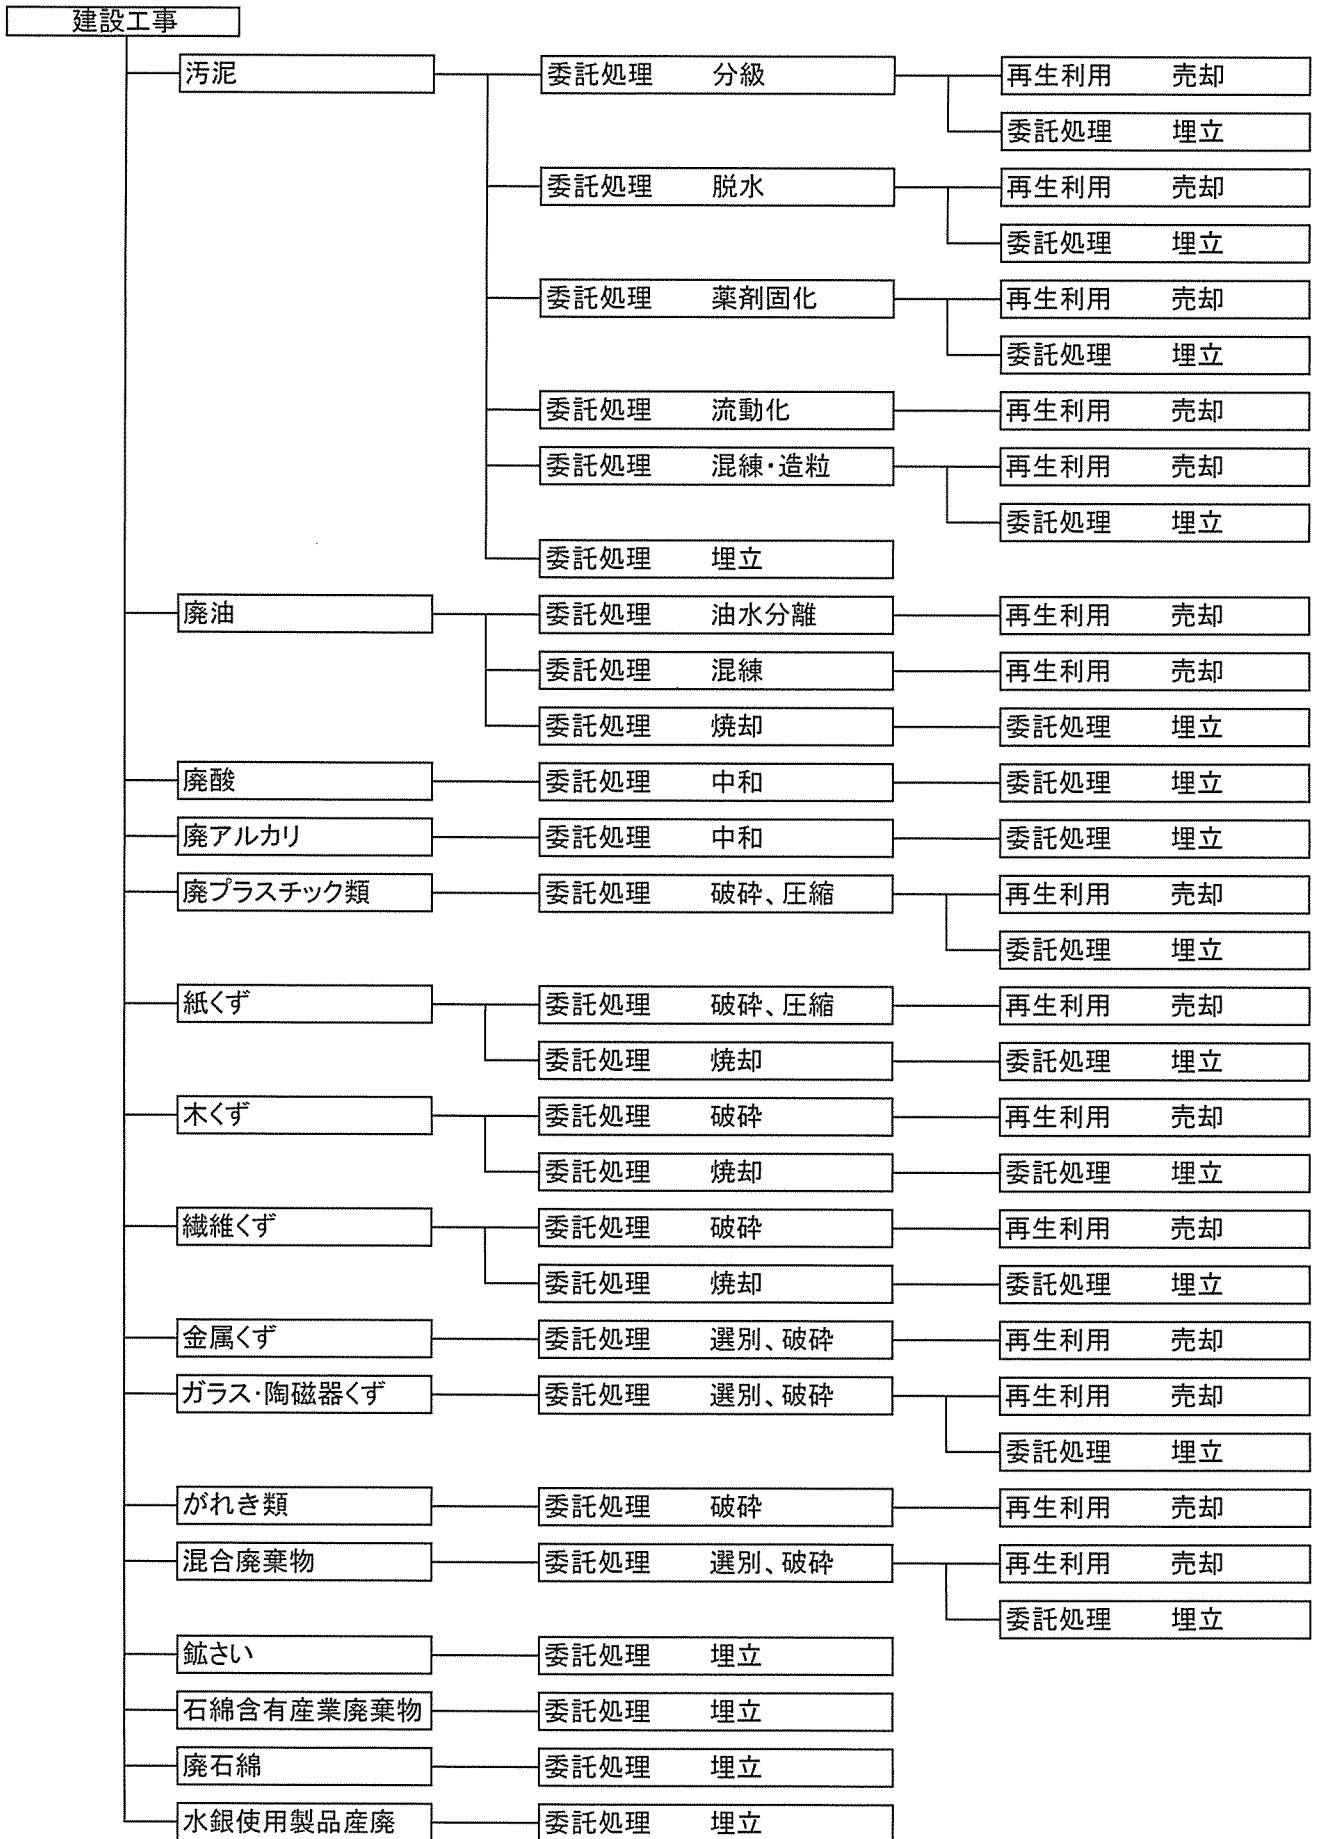 建設工事
汚泥 委託処理 分級 再生利用 売却
委託処理 埋立
委託処理 脱水 再生利用 売却
委託処理 埋立
委託処理 薬剤固化 再生利用 売却
委託処理 埋立
委託処理 流動化 再生利用 売却
委託処理 混練・造粒 再生利用 売却
委託処理 埋立
委託処理 埋立
廃油 委託処理 油水分離 再生利用 売却
委託処理 混練 再生利用 売却
委託処理 焼却 委託処理 埋立
廃酸 委託処理 中和 委託処理 埋立
廃アルカリ 委託処理 中和 委託処理 埋立
廃プラスチック類 委託処理 破砕、圧縮 再生利用 売却
委託処理 埋立
紙くず 委託処理 破砕、圧縮 再生利用 売却
委託処理 焼却 委託処理 埋立
木くず 委託処理 破砕 再生利用 売却
委託処理 焼却 委託処理 埋立
繊維くず 委託処理 破砕 再生利用 売却
委託処理 焼却 委託処理 埋立
金属くず 委託処理 選別、破砕 再生利用 売却
ガラス・陶磁器くず 委託処理 選別、破砕 再生利用 売却
委託処理 埋立
がれき類 委託処理 破砕 再生利用 売却
混合廃棄物 委託処理 選別、破砕 再生利用 売却
委託処理 埋立
鉱さい 委託処理 埋立
石綿含有産業廃棄物 委託処理 埋立
廃石綿 委託処理 埋立
水銀使用製品産廃 委託処理 埋立